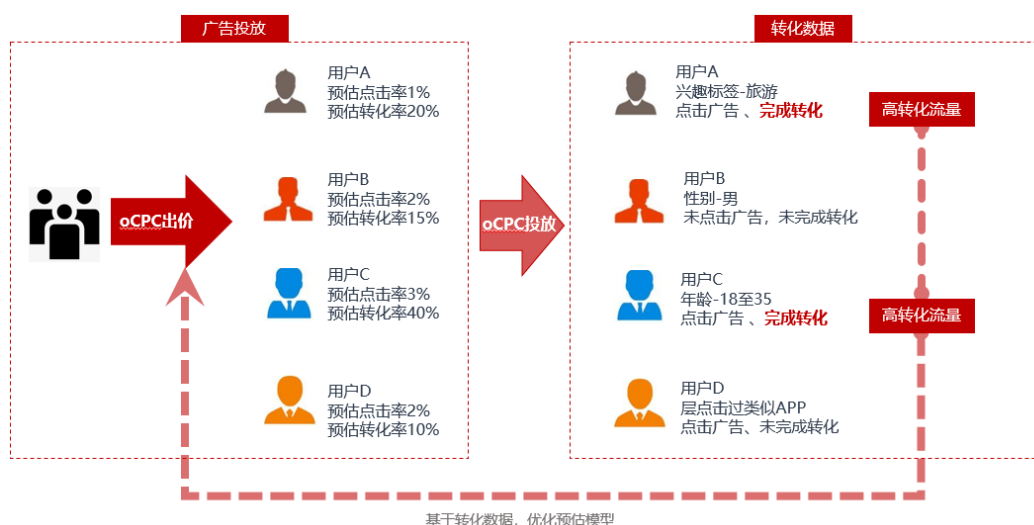 广告投放
转化数据
用户A
预估点击率1%
预估转化率20%
用户B
预估点击率2%
预估转化率15%
oCPC出价
用户C
预估点击率3%
预估转化率40%
用户D
预估点击率2%
预估转化率10%
oCPC投放
用户A
兴趣标签-旅游
点击广告 、完成转化
高转化流量
用户B
性别-男
未点击广告，未完成转化
用户C
年龄-18至35
点击广告 、完成转化
高转化流量
用户D
层点击过类似APP
点击广告、未完成转化
基于转化数据，优化预估模型